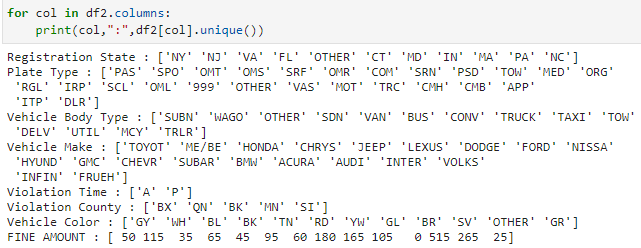 for col in df2.columns:
    print(col,":",df2[col].unique())
Registration State : ['NY' 'NJ' 'VA' 'FL' 'OTHER' 'CT' 'MD' 'IN' 'MA' 'PA' 'NC']
Plate Type : ['PAS' 'SPO' 'OMT' 'OMS' 'SRF' 'OMR' 'COM' 'SRN' 'PSD' 'TOW' 'MED' 'ORG'
 'RGL' 'IRP' 'SCL' 'OML' '999' 'OTHER' 'VAS' 'MOT' 'TRC' 'CMH' 'CMB' 'APP'
 'ITP' 'DLR']
Vehicle Body Type : ['SUBN' 'WAGO' 'OTHER' 'SDN' 'VAN' 'BUS' 'CONV' 'TRUCK' 'TAXI' 'TOW'
 'DELV' 'UTIL' 'MCY' 'TRLR']
Vehicle Make : ['TOYOT' 'ME/BE' 'HONDA' 'CHRYS' 'JEEP' 'LEXUS' 'DODGE' 'FORD' 'NISSA'
 'HYUND' 'GMC' 'CHEVR' 'SUBAR' 'BMW' 'ACURA' 'AUDI' 'INTER' 'VOLKS'
 'INFIN' 'FRUEH']
Violation Time : ['A' 'P']
Violation County : ['BX' 'QN' 'BK' 'MN' 'SI']
Vehicle Color : ['GY' 'WH' 'BL' 'BK' 'TN' 'RD' 'YW' 'GL' 'BR' 'SV' 'OTHER' 'GR']
FINE AMOUNT : [ 50 115  35  65  45  95  60 180 165 105   0 515 265  25]